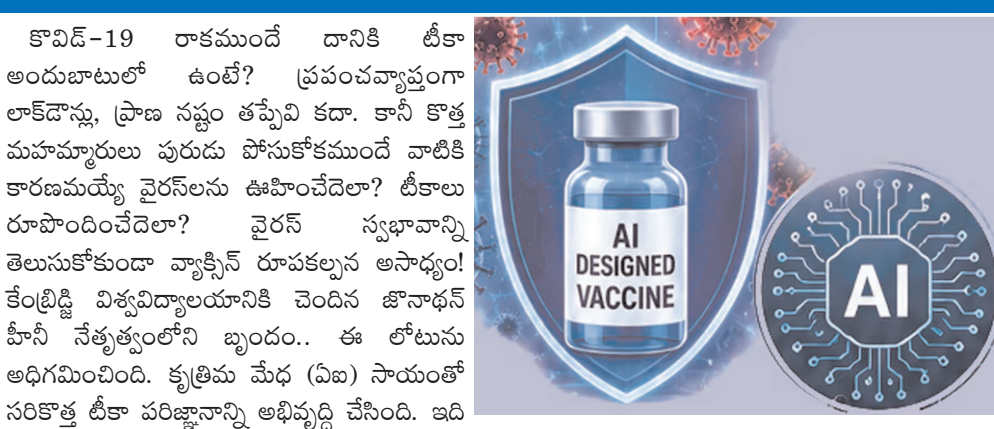 కొవిడ్-19 రాకముందే దానికి టీకా
అందుబాటులో ఉంటే? ప్రపంచవ్యాప్తంగా
లాక్‌డౌన్లు, ప్రాణ నష్టం తప్పేవి కదా. కానీ కొత్త
మహమ్మారులు పురుడు పోసుకోకముందే వాటికి
కారణమయ్యే వైరస్‌లను ఊహించేదెలా? టీకాలు
రూపొందించేదెలా? వైరస్ స్వభావాన్ని
తెలుసుకోకుండా వ్యాక్సిన్ రూపకల్పన అసాధ్యం!
కేంబ్రిడ్జి విశ్వవిద్యాలయానికి చెందిన జొనాథన్
హీనీ నేతృత్వంలోని బృందం.. ఈ లోటును
అధిగమించింది. కృత్రిమ మేధ (ఏఐ) సాయంతో
సరికొత్త టీకా పరిజ్ఞానాన్ని అభివృద్ధి చేసింది. ఇది
AI
DESIGNED
VACCINE
AI